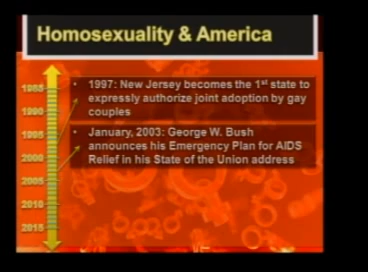 Homosexuality & America
• 1997: New Jersey becomes the 1st state to
expressly authorize joint adoption by gay
couples
• January, 2003: George W. Bush
announces his Emergency Plan for AIDS
Relief in his State of the Union address
1985
1990
1995
2000
2005
2010
2015